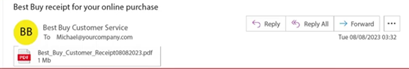 Best Buy receipt for your online purchase
BB
Best Buy Customer Service
To Michael@yourcompany.com
Reply
Reply All
Forward
Tue 08/08/2023 03:32
PDF
Best_Buy_Customer_Receipt08082023.pdf
1 Mb